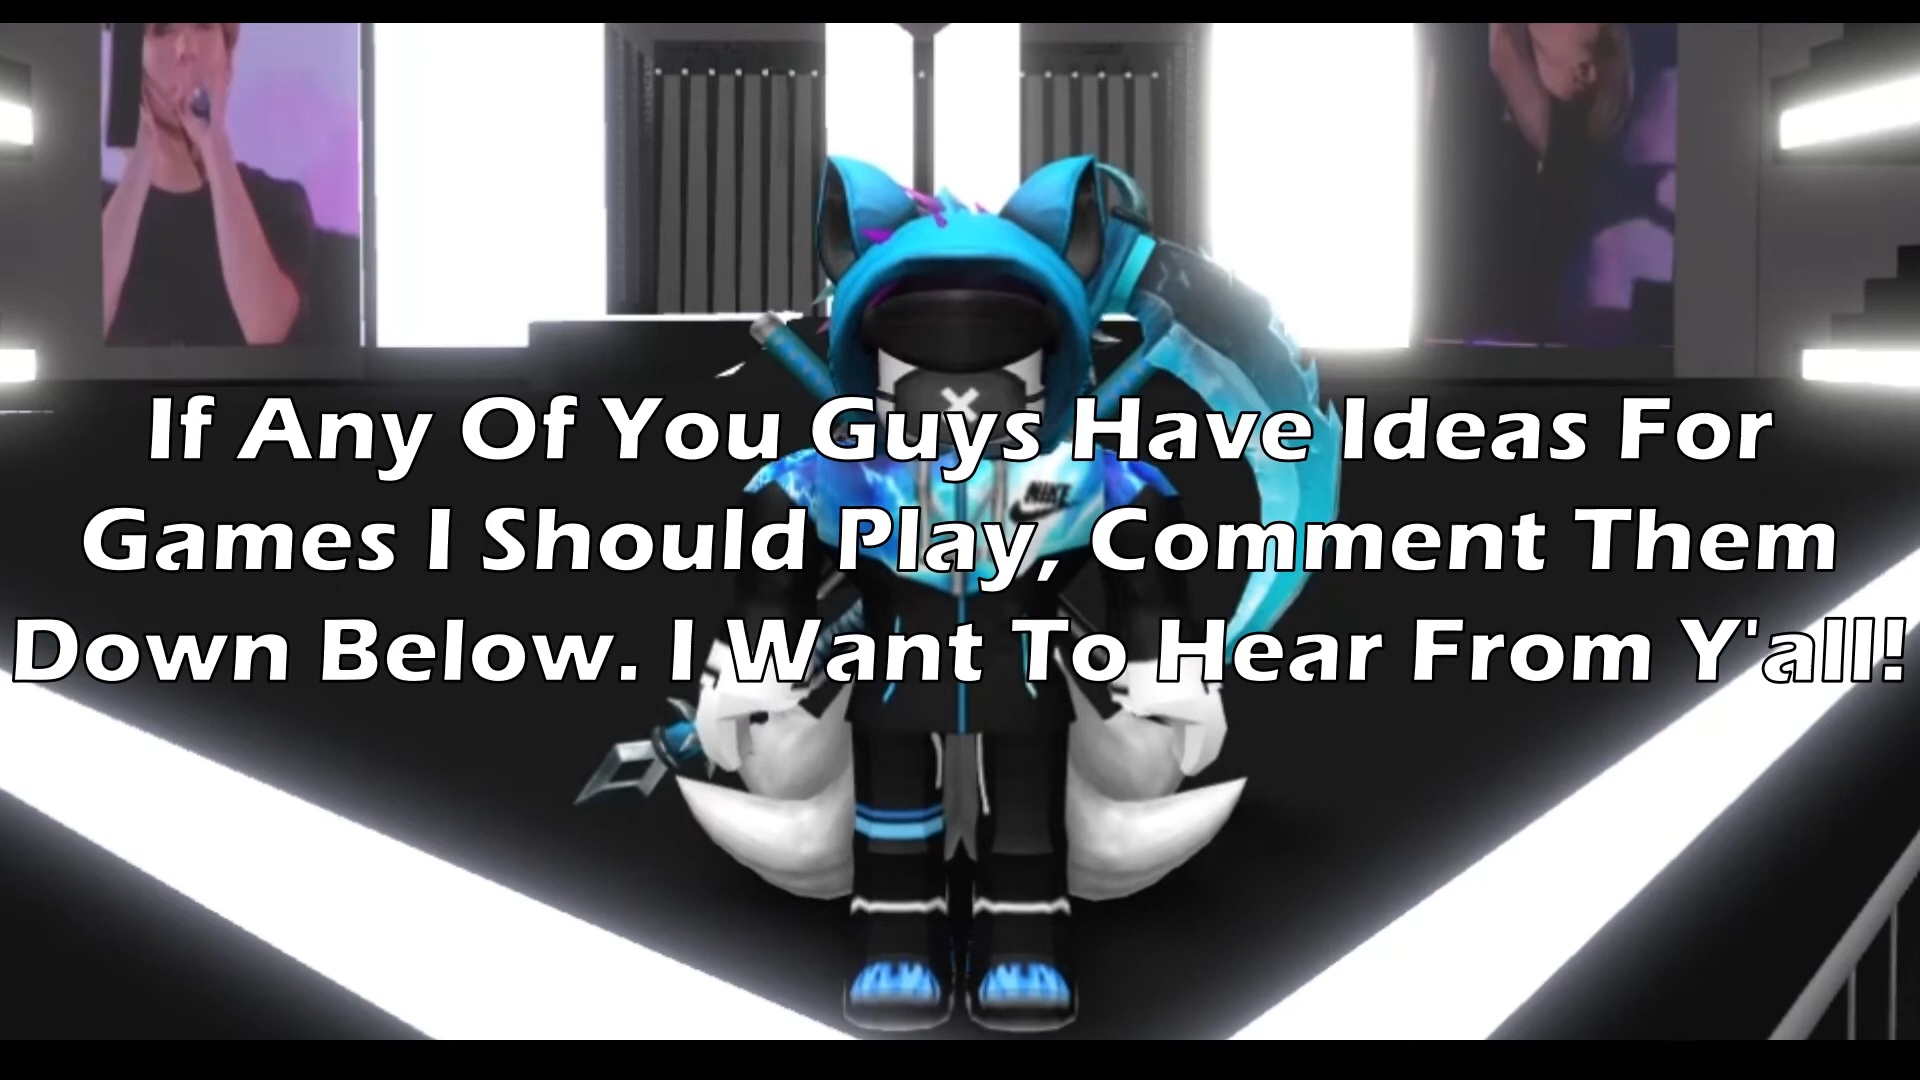 If Any Of You Guys Have Ideas For
Games I Should Play, Comment Them
Down Below. I Want To Hear From Y'all!
NIKE